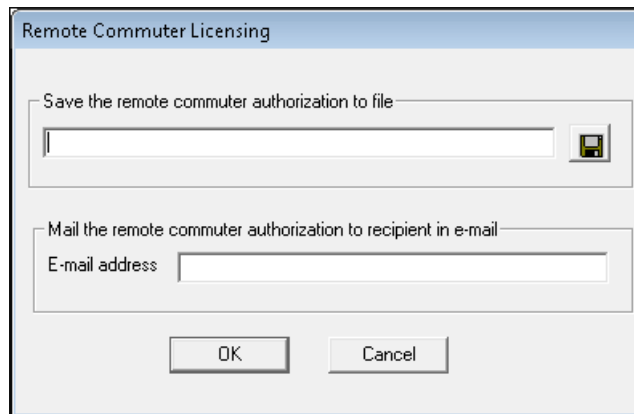 Remote Commuter Licensing
Save the remote commuter authorization to file
Mail the remote commuter authorization to recipient in e-mail
E-mail address
OK Cancel